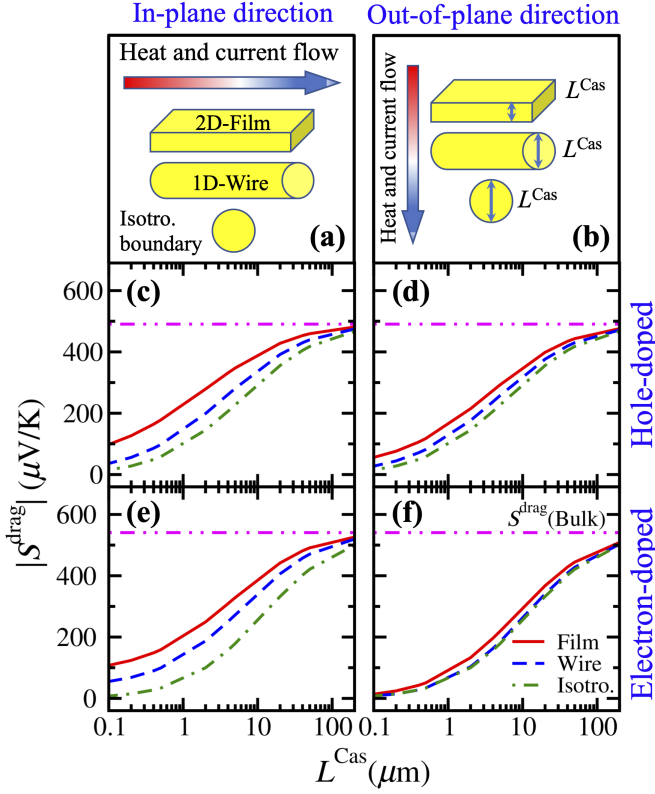 In-plane direction
Out-of-plane direction
Heat and current flow
2D-Film
1D-Wire
Isotro.
boundary
(a)
Heat and current flow
L^Cas
L^Cas
L^Cas
(b)
Hole-doped
Electron-doped
|S^drag| (μV/K)
600
400
200
0
(c)
(d)
600
400
200
0
(e)
(f)
S^drag(Bulk)
Film
Wire
Isotro.
0.1
1
10
100
1
10
100
L^Cas(μm)